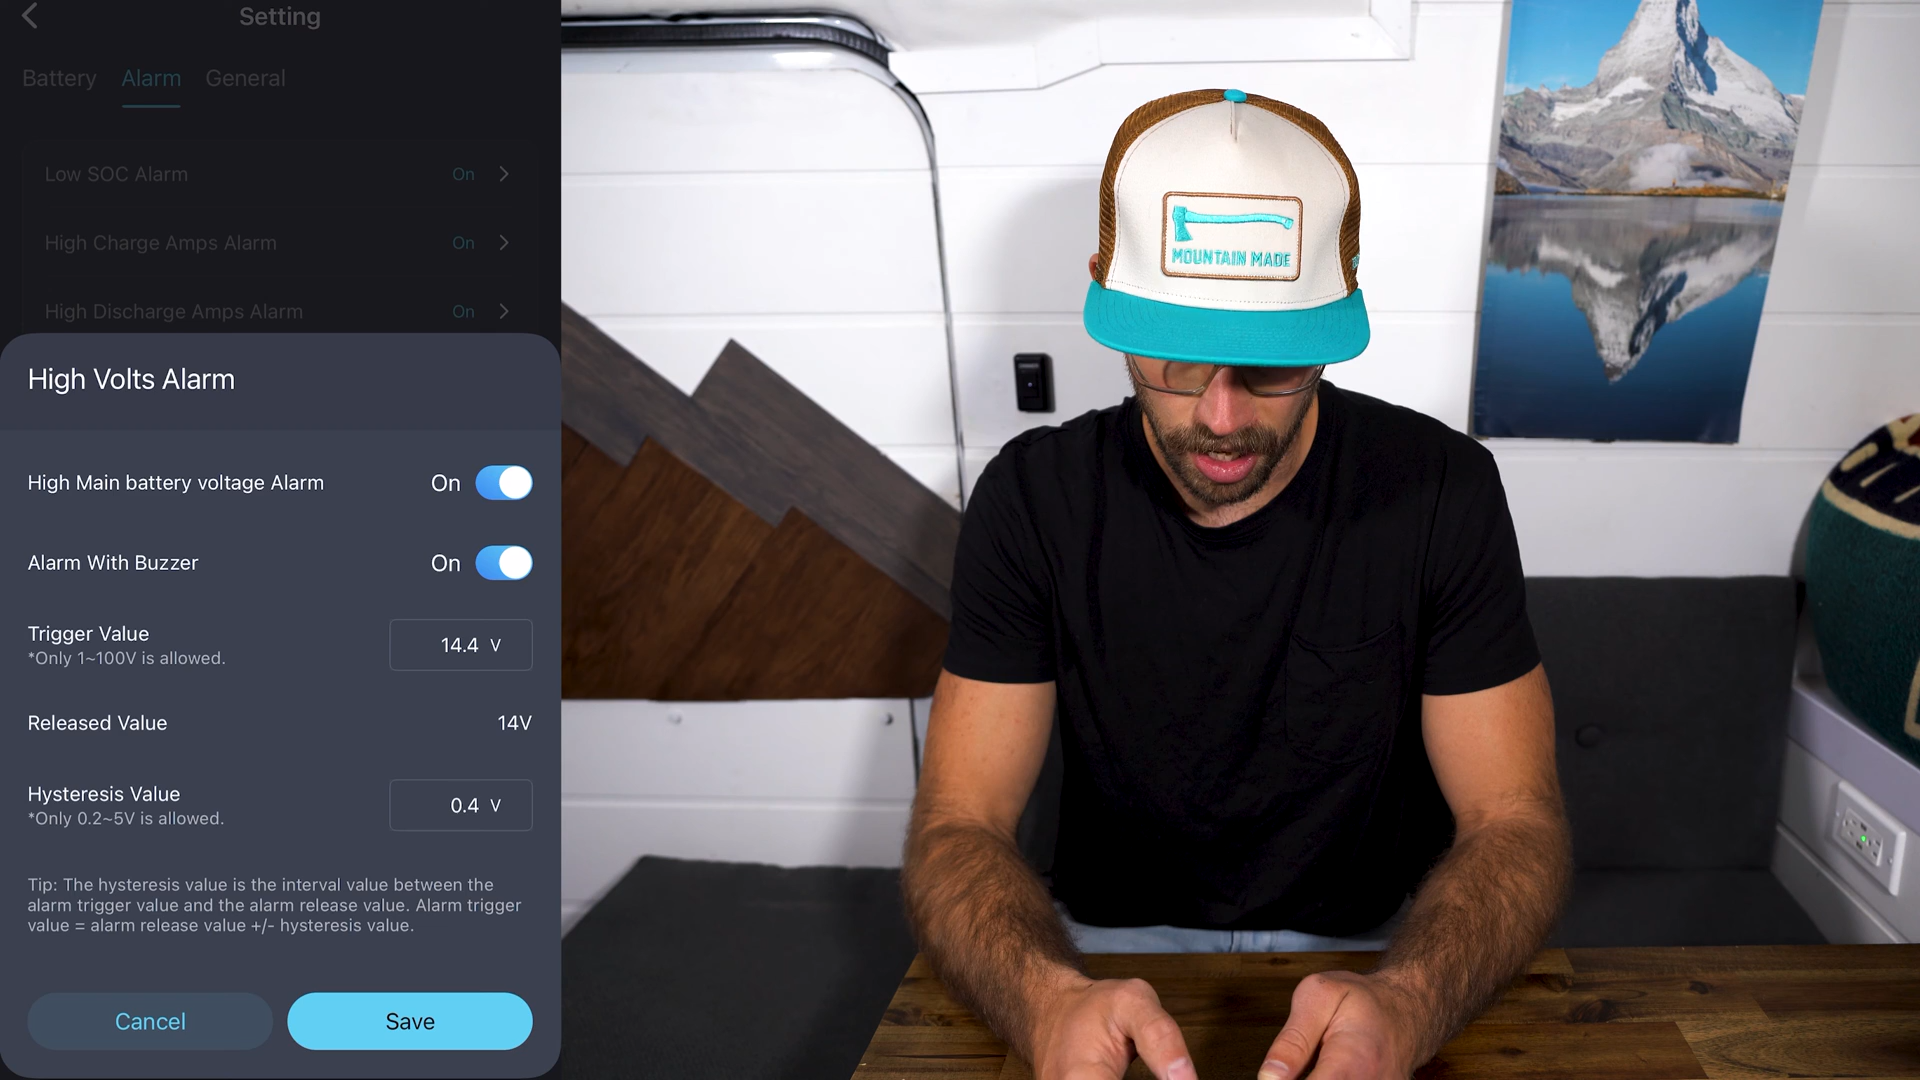 Setting
Battery Alarm General
Low SOC Alarm On
High Charge Amps Alarm On
High Discharge Amps Alarm On
High Volts Alarm
High Main battery voltage Alarm On
Alarm With Buzzer On
Trigger Value
*Only 1~100V is allowed.
14.4 V
Released Value 14V
Hysteresis Value
*Only 0.2~5V is allowed.
0.4 V
Tip: The hysteresis value is the interval value between the
alarm trigger value and the alarm release value. Alarm trigger
value = alarm release value +/- hysteresis value.
Cancel Save
MOUNTAIN MADE